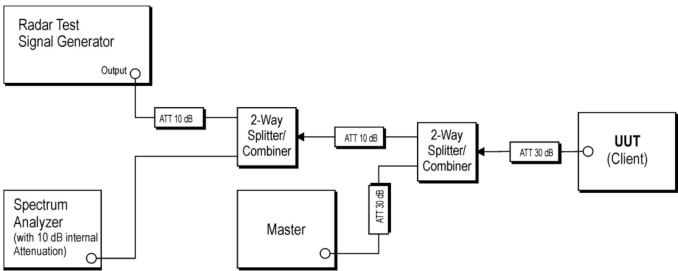 Radar Test
Signal Generator
Output
ATT 10 dB
2-Way
Splitter/
Combiner
ATT 10 dB
2-Way
Splitter/
Combiner
ATT 30 dB
UUT
(Client)
ATT 30 dB
Spectrum
Analyzer
(with 10 dB internal
Attenuation)
Master